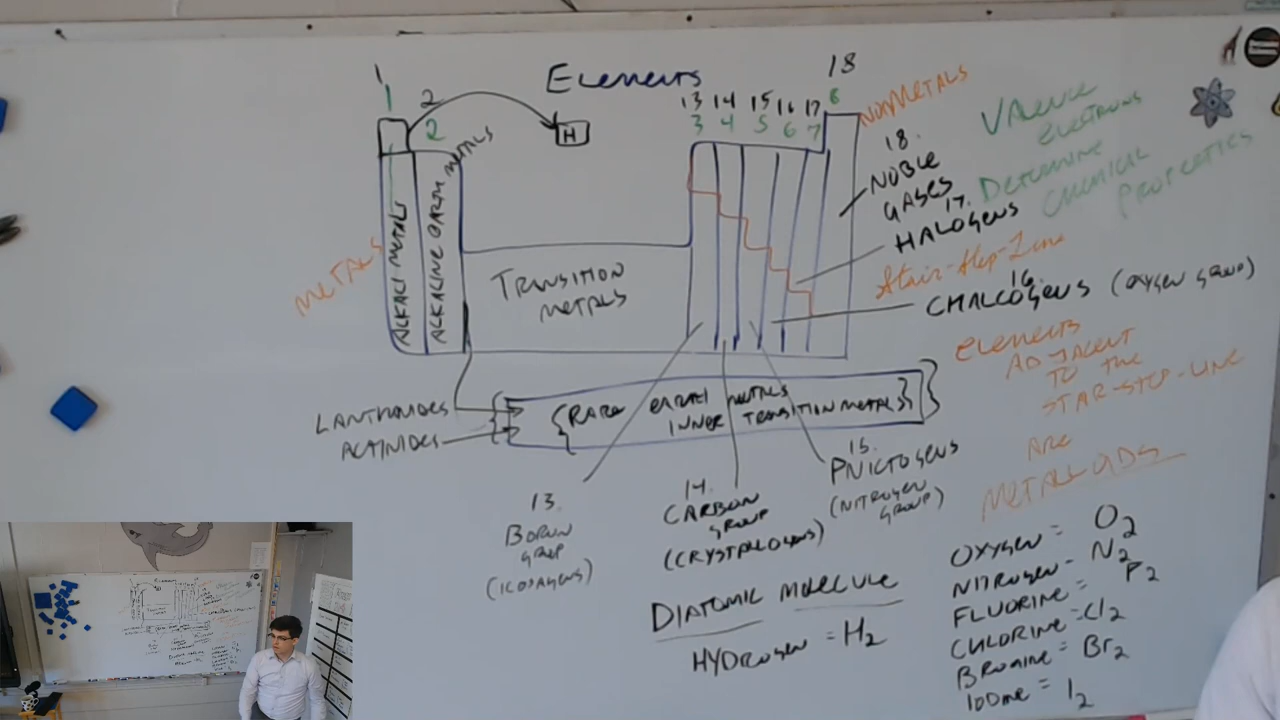 Elements
1
1
2
2
H
13 14 15 16 17
3 4 5 6 7
18
8
NONMETALS
METALS
ALKALI METALS
ALKALINE EARTH METALS
TRANSITION
METALS
18.
NOBLE
GASES
17.
HALOGENS
Stair-Step-Line
16.
CHALCOGENS (OXYGEN GROUP)
VALENCE
ELECTRONS
DETERMINE
CHEMICAL
PROPERTIES
ELEMENTS
ADJACENT
TO the
STAR-STEP-LINE
ARE
METALLOIDS
LANTHANIDES
ACTINIDES
{RARE EARTH METALS
INNER TRANSITION METALS}
13.
BORON
GROUP
(ICOSAGENS)
14.
CARBON
GROUP
(CRYSTALLOGENS)
15.
PNICTOGENS
(NITROGEN
GROUP)
DIATOMIC MOLECULE
HYDROGEN = H2
OXYGEN = O2
NITROGEN = N2
FLUORINE = F2
CHLORINE = Cl2
BROMINE = Br2
IODINE = I2